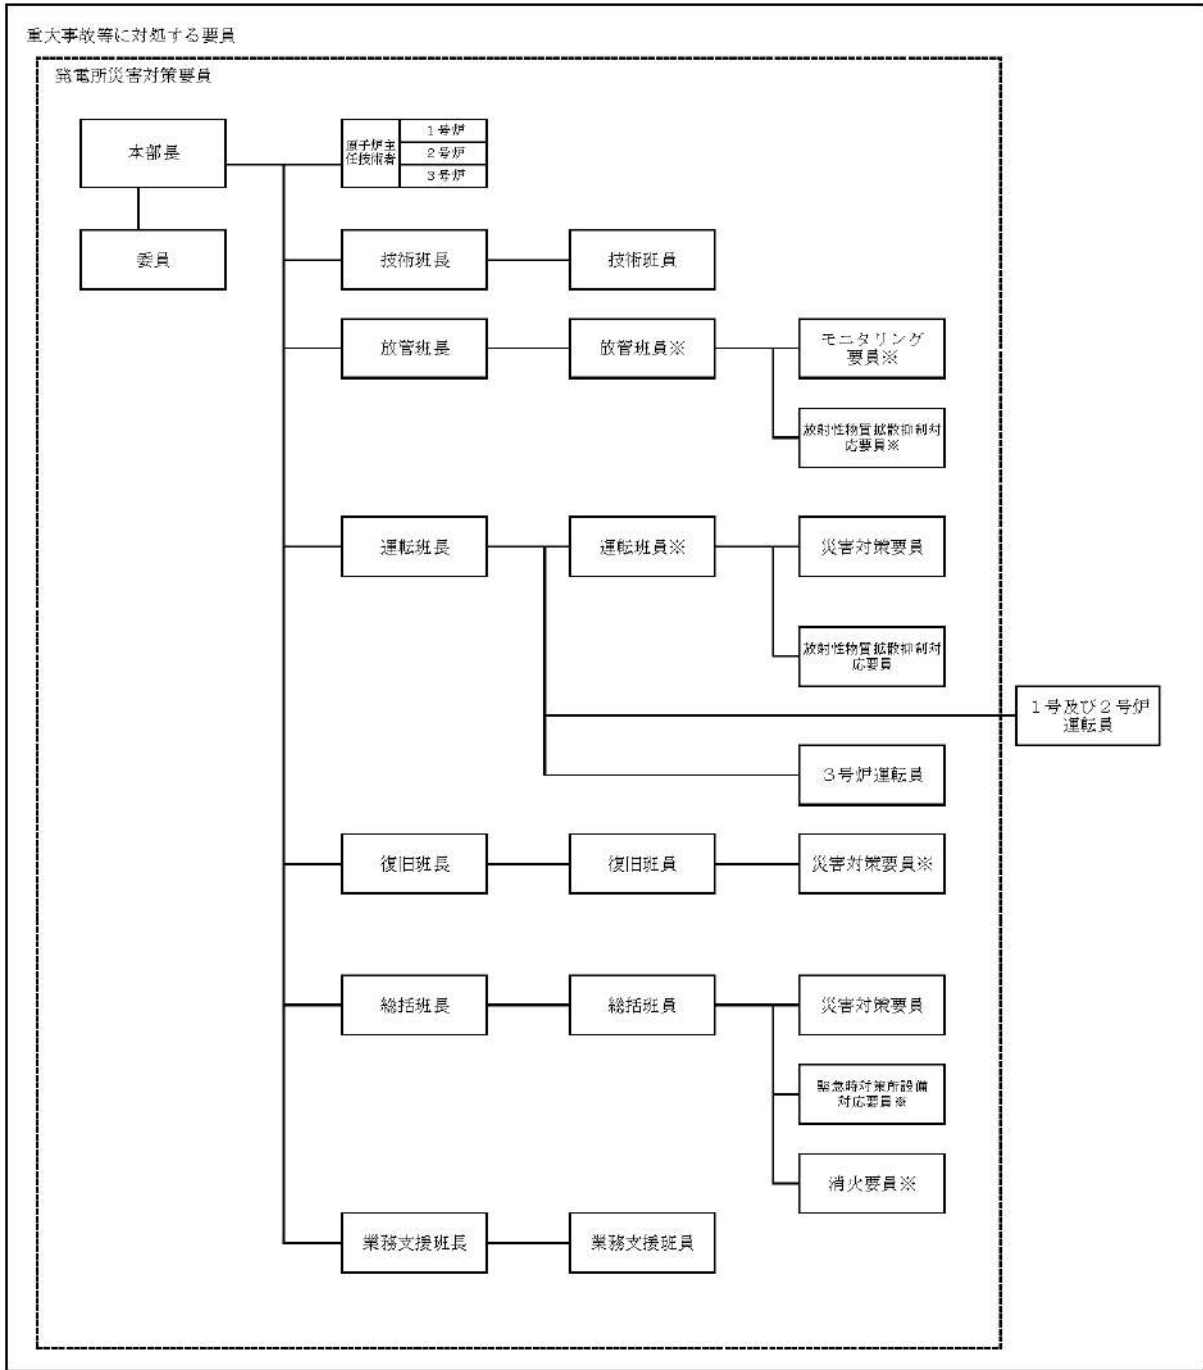 重大事故等に対処する要員
発電所災害対策要員
本部長
原子炉主
任技術者
１号炉
２号炉
３号炉
委員
技術班長
技術班員
放管班長
放管班員※
モニタリング
要員※
放射性物質拡散抑制対
応要員※
運転班長
運転班員※
災害対策要員
放射性物質拡散抑制対
応要員
１号及び２号炉
運転員
３号炉運転員
復旧班長
復旧班員
災害対策要員※
総括班長
総括班員
災害対策要員
緊急時対策所設備
対応要員※
消火要員※
業務支援班長
業務支援班員